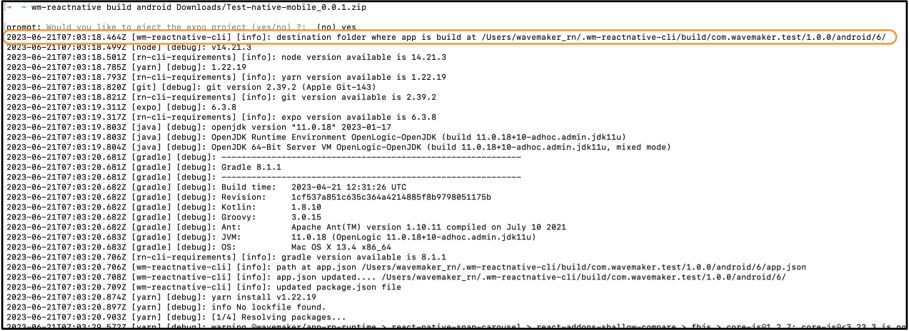 → ~ wm-reactnative build android Downloads/Test-native-mobile_0.0.1.zip
prompt: Would you like to eject the expo project (yes/no) ?: (no) yes
2023-06-21T07:03:18.464Z [wm-reactnative-cli] [info]: destination folder where app is build at /Users/wavemaker_rn/.wm-reactnative-cli/build/com.wavemaker.test/1.0.0/android/6/
2023-06-21T07:03:18.499Z [node] [debug]: v14.21.3
2023-06-21T07:03:18.501Z [rn-cli-requirements] [info]: node version available is 14.21.3
2023-06-21T07:03:18.785Z [yarn] [debug]: 1.22.19
2023-06-21T07:03:18.793Z [rn-cli-requirements] [info]: yarn version available is 1.22.19
2023-06-21T07:03:18.820Z [git] [debug]: git version 2.39.2 (Apple Git-143)
2023-06-21T07:03:18.821Z [rn-cli-requirements] [info]: git version available is 2.39.2
2023-06-21T07:03:19.311Z [expo] [debug]: 6.3.8
2023-06-21T07:03:19.317Z [rn-cli-requirements] [info]: expo version available is 6.3.8
2023-06-21T07:03:19.803Z [java] [debug]: openjdk version "11.0.18" 2023-01-17
2023-06-21T07:03:19.803Z [java] [debug]: OpenJDK Runtime Environment OpenLogic-OpenJDK (build 11.0.18+10-adhoc.admin.jdk11u)
2023-06-21T07:03:19.804Z [java] [debug]: OpenJDK 64-Bit Server VM OpenLogic-OpenJDK (build 11.0.18+10-adhoc.admin.jdk11u, mixed mode)
2023-06-21T07:03:20.681Z [gradle] [debug]: ------------------------------------------------------------
2023-06-21T07:03:20.681Z [gradle] [debug]: Gradle 8.1.1
2023-06-21T07:03:20.681Z [gradle] [debug]: ------------------------------------------------------------
2023-06-21T07:03:20.682Z [gradle] [debug]: Build time: 2023-04-21 12:31:26 UTC
2023-06-21T07:03:20.682Z [gradle] [debug]: Revision: 1cf537a851c635c364a4214885f8b9798051175b
2023-06-21T07:03:20.682Z [gradle] [debug]: Kotlin: 1.8.10
2023-06-21T07:03:20.682Z [gradle] [debug]: Groovy: 3.0.15
2023-06-21T07:03:20.682Z [gradle] [debug]: Ant: Apache Ant(TM) version 1.10.11 compiled on July 10 2021
2023-06-21T07:03:20.683Z [gradle] [debug]: JVM: 11.0.18 (OpenLogic 11.0.18+10-adhoc.admin.jdk11u)
2023-06-21T07:03:20.683Z [gradle] [debug]: OS: Mac OS X 13.4 x86_64
2023-06-21T07:03:20.706Z [rn-cli-requirements] [info]: gradle version available is 8.1.1
2023-06-21T07:03:20.706Z [wm-reactnative-cli] [info]: path at app.json /Users/wavemaker_rn/.wm-reactnative-cli/build/com.wavemaker.test/1.0.0/android/6/app.json
2023-06-21T07:03:20.708Z [wm-reactnative-cli] [info]: app.json updated.... /Users/wavemaker_rn/.wm-reactnative-cli/build/com.wavemaker.test/1.0.0/android/6/
2023-06-21T07:03:20.709Z [wm-reactnative-cli] [info]: updated package.json file
2023-06-21T07:03:20.874Z [yarn] [debug]: yarn install v1.22.19
2023-06-21T07:03:20.897Z [yarn] [debug]: info No lockfile found.
2023-06-21T07:03:20.903Z [yarn] [debug]: [1/4] Resolving packages...
[yarn] [debug]: warning @wavemaker/app-rn-runtime > react-native-snap-carousel > react-addons-shallow-compare > fbjs >